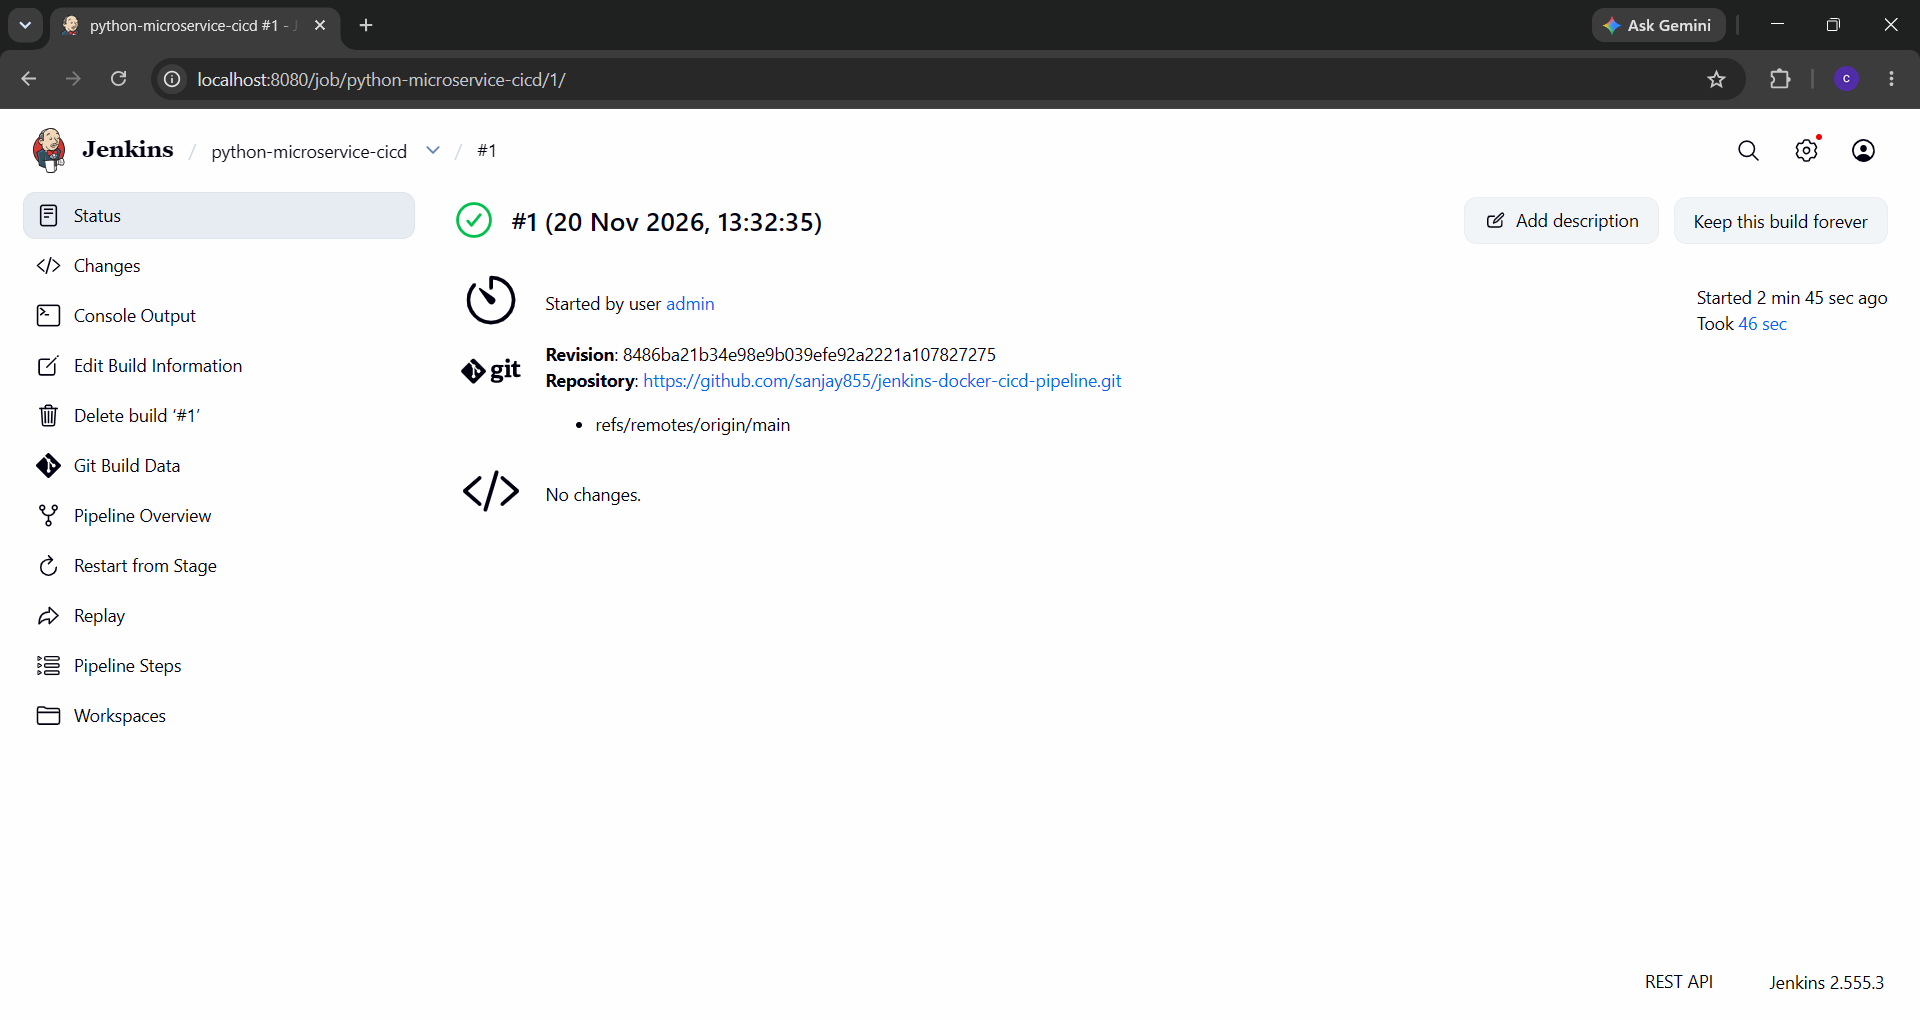 python-microservice-cicd #1 - J
Ask Gemini
localhost:8080/job/python-microservice-cicd/1/
C
Jenkins / python-microservice-cicd / #1
Status
Changes
Console Output
Edit Build Information
Delete build ‘#1’
Git Build Data
Pipeline Overview
Restart from Stage
Replay
Pipeline Steps
Workspaces
#1 (20 Nov 2026, 13:32:35)
Add description
Keep this build forever
Started by user admin
Started 2 min 45 sec ago
Took 46 sec
git
Revision: 8486ba21b34e98e9b039efe92a2221a107827275
Repository: https://github.com/sanjay855/jenkins-docker-cicd-pipeline.git
• refs/remotes/origin/main
No changes.
REST API
Jenkins 2.555.3